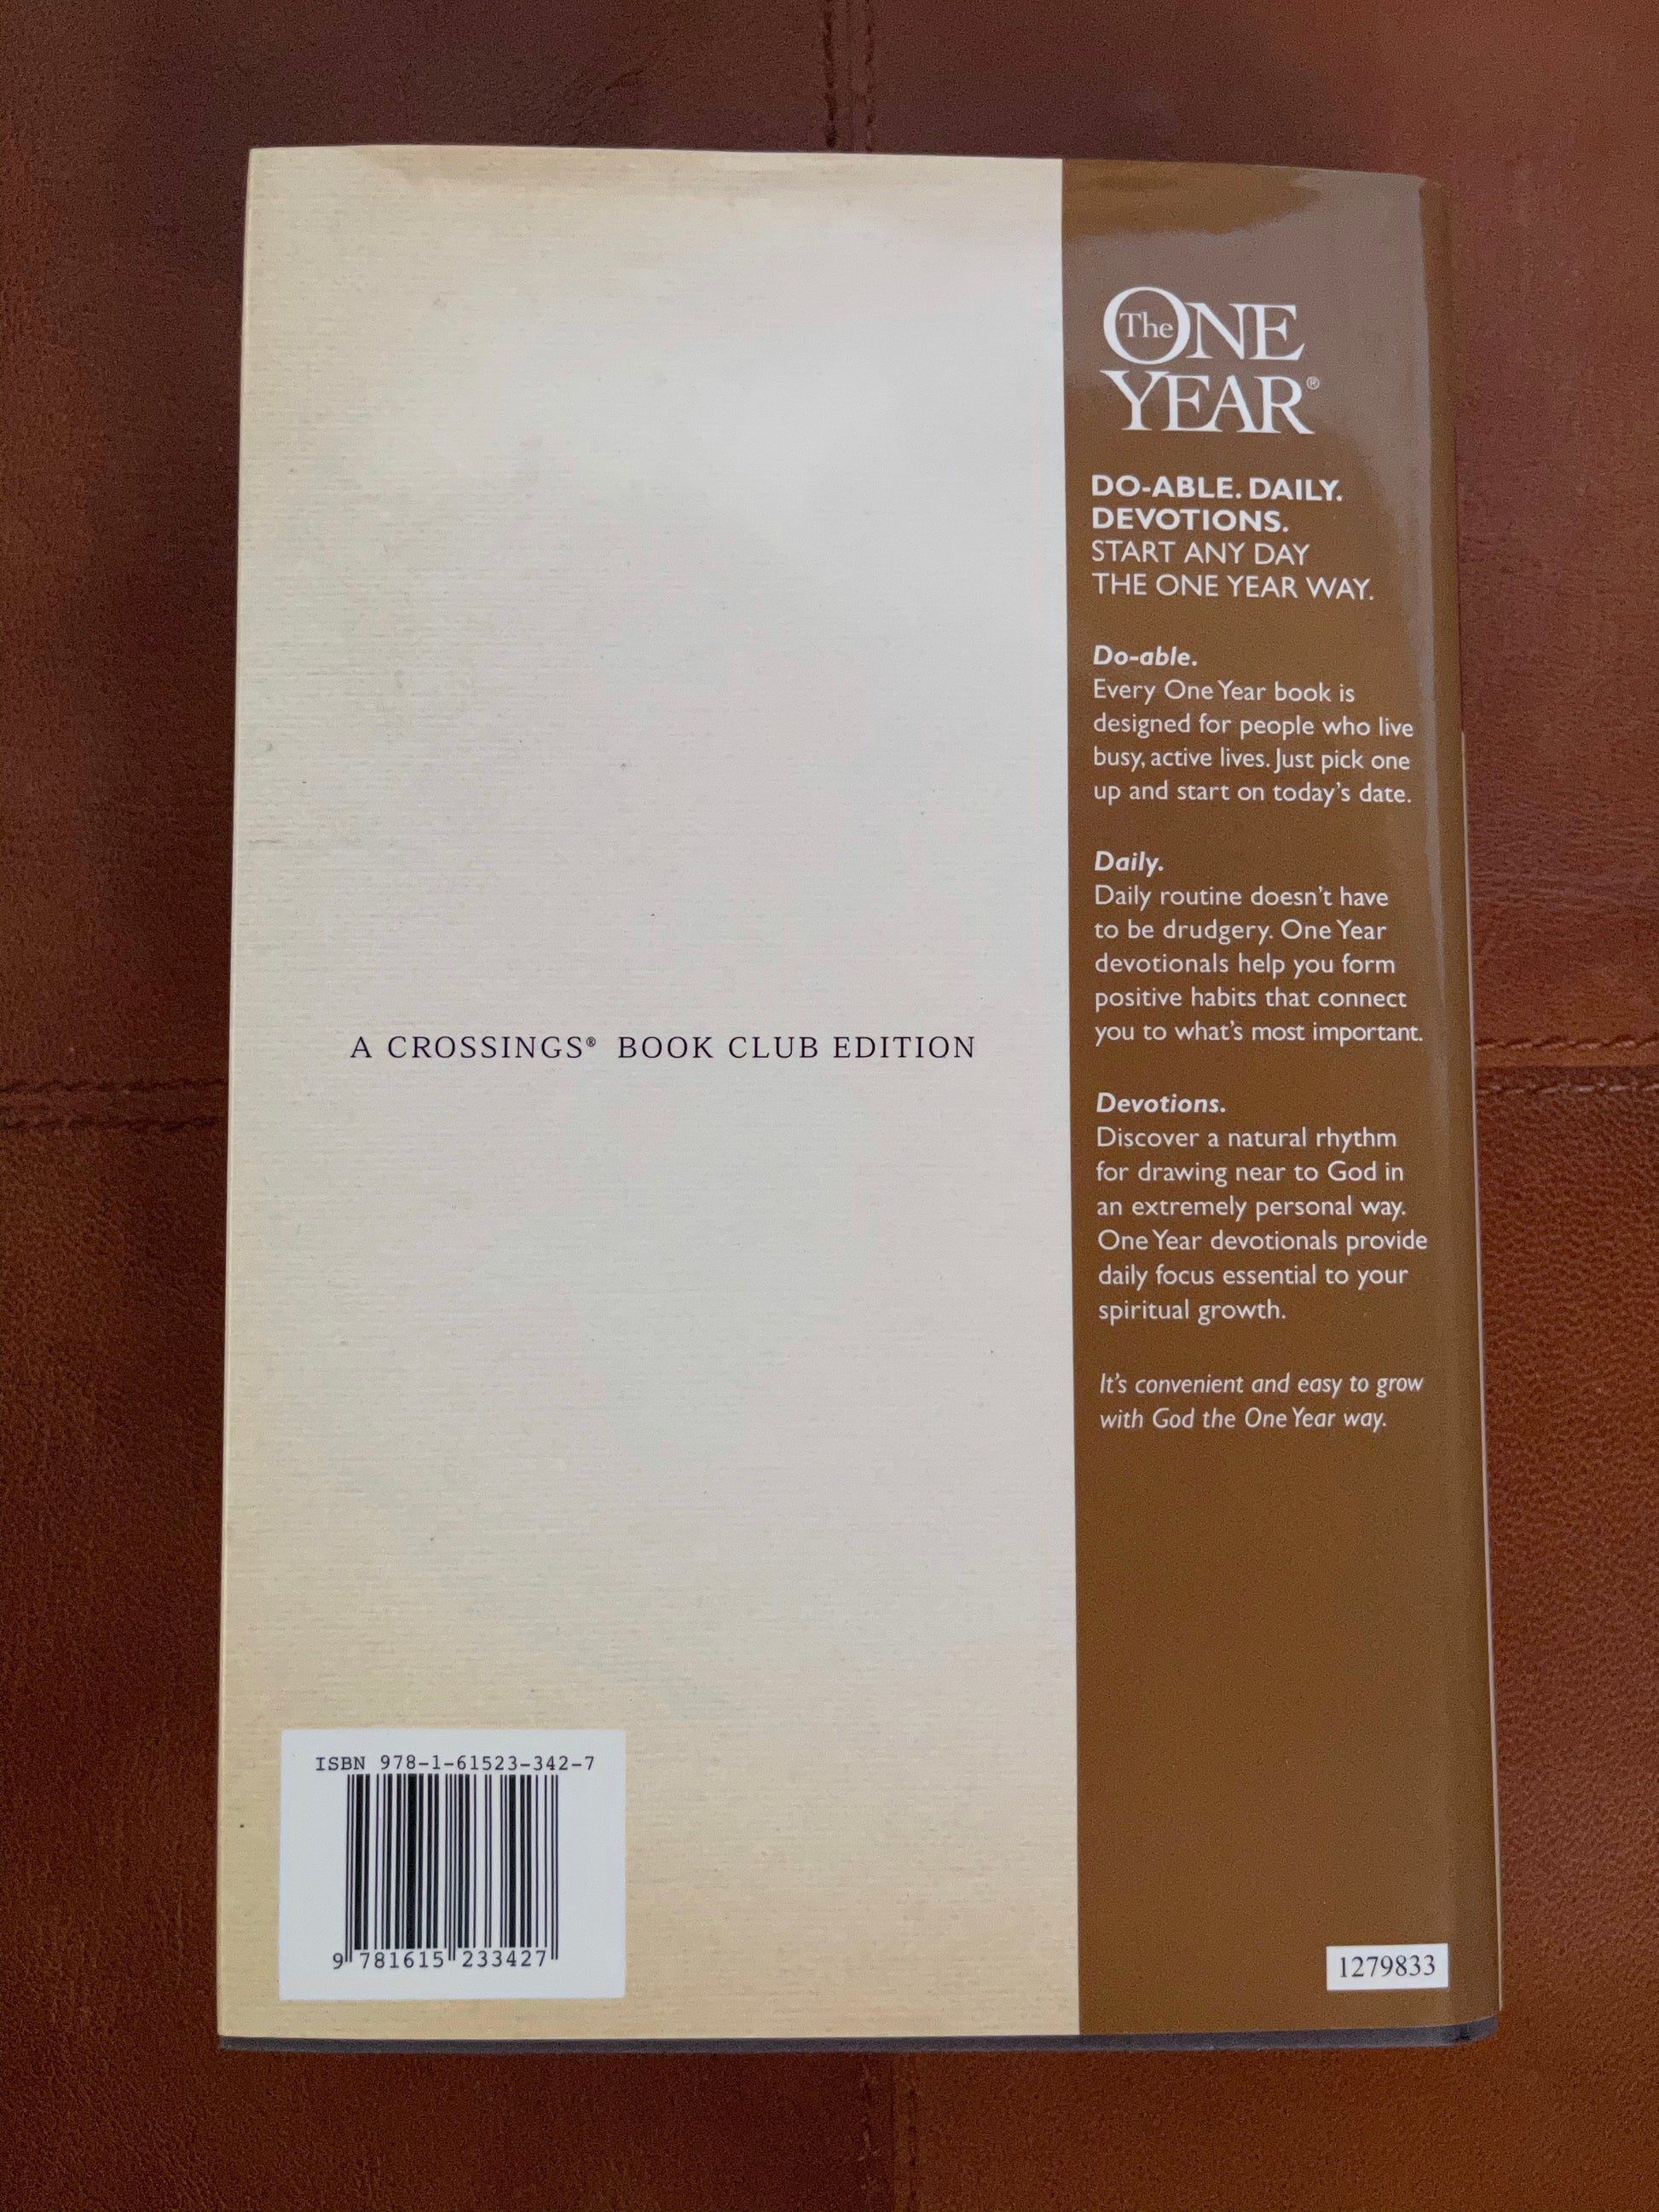 The ONE
YEAR®
DO-ABLE. DAILY.
DEVOTIONS.
START ANY DAY
THE ONE YEAR WAY.
Do-able.
Every One Year book is
designed for people who live
busy, active lives. Just pick one
up and start on today's date.
Daily.
Daily routine doesn't have
to be drudgery. One Year
devotionals help you form
positive habits that connect
you to what's most important.
Devotions.
Discover a natural rhythm
for drawing near to God in
an extremely personal way.
One Year devotionals provide
daily focus essential to your
spiritual growth.
It's convenient and easy to grow
with God the One Year way.
A CROSSINGS® BOOK CLUB EDITION
ISBN 978-1-61523-342-7
9 781615 233427
1279833